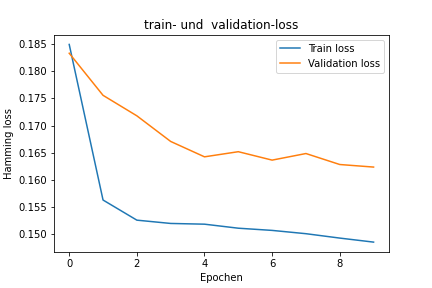 train- und  validation-loss
Train loss
Validation loss
Hamming loss
0.185
0.180
0.175
0.170
0.165
0.160
0.155
0.150
0 2 4 6 8
Epochen